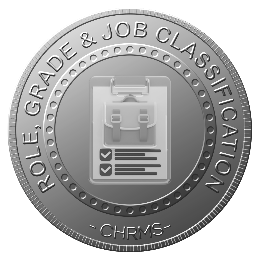 ROLE, GRADE & JOB CLASSIFICATION
- CHRMS-